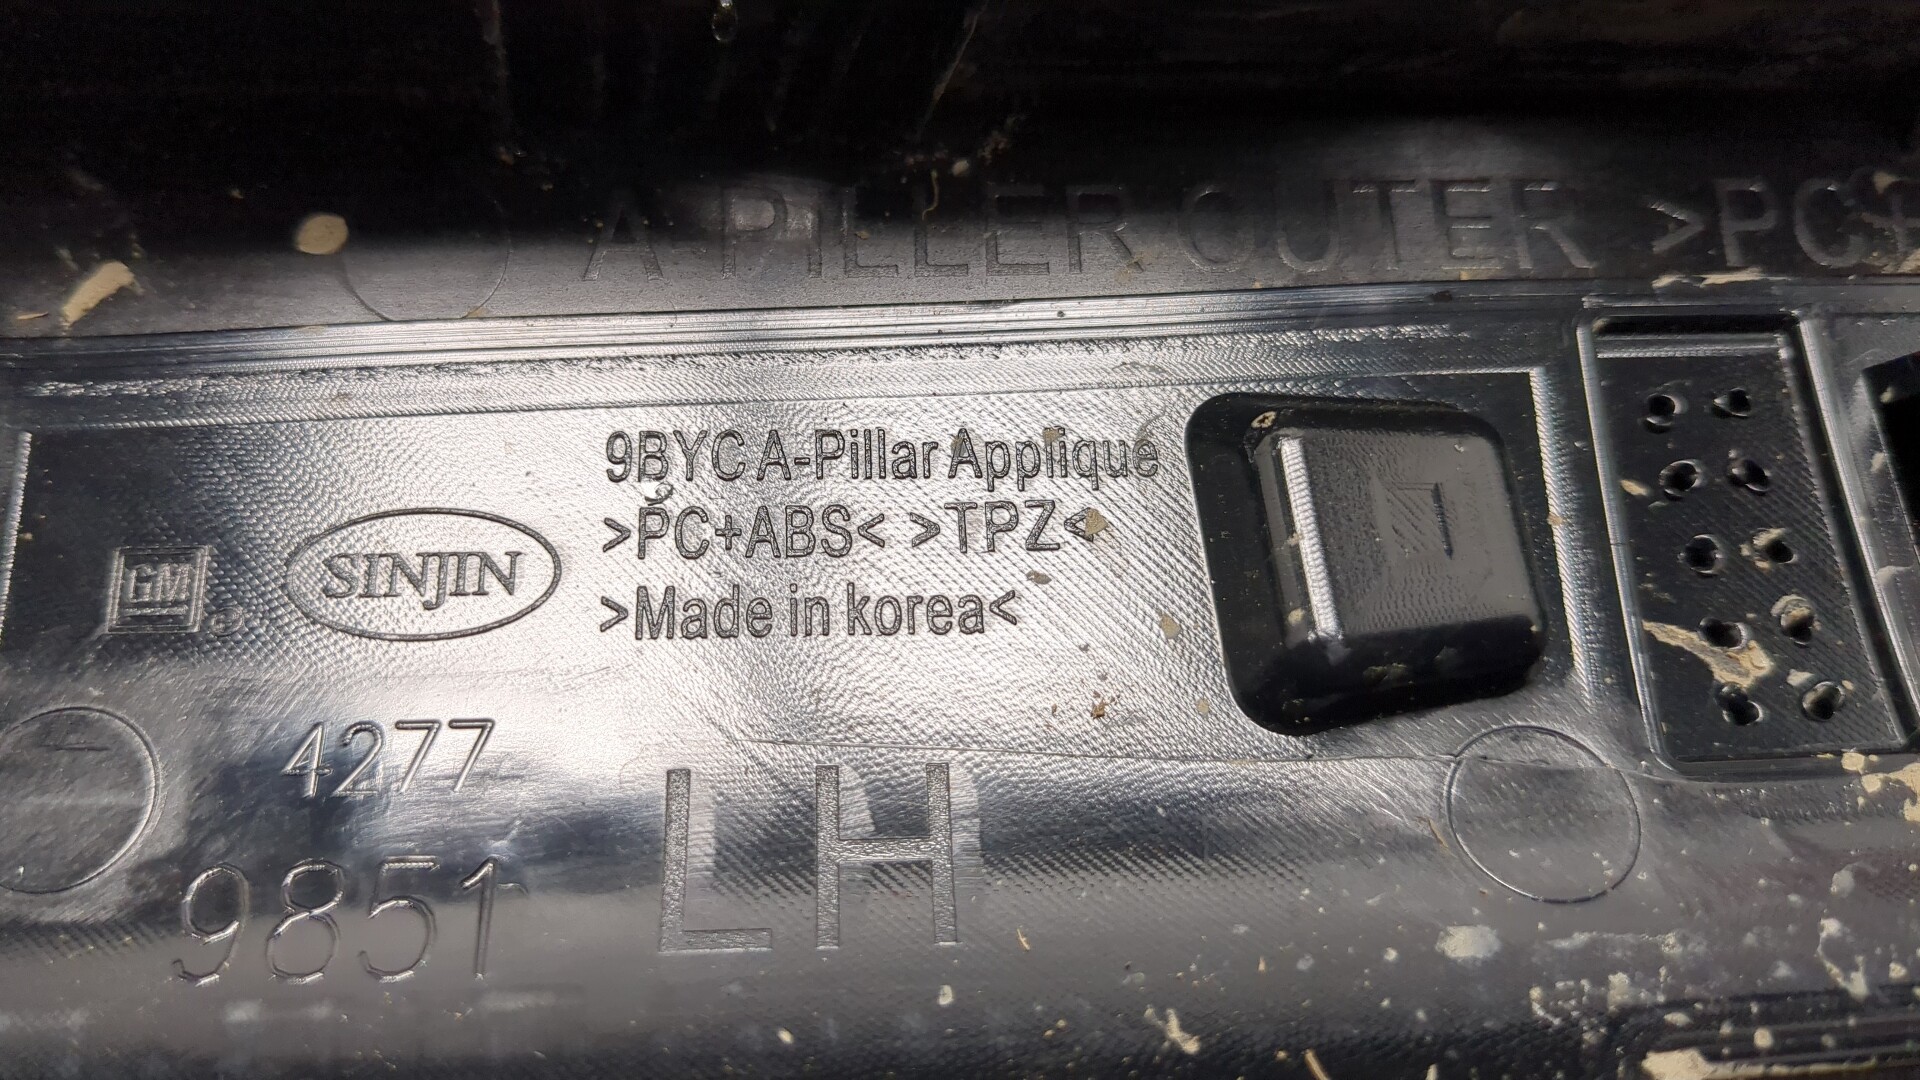 A-PILLER OUTER >PC+
9BYC A-Pillar Applique
>PC+ABS< >TPZ<
>Made in korea<
GM
SINJIN
4277
9851
LH